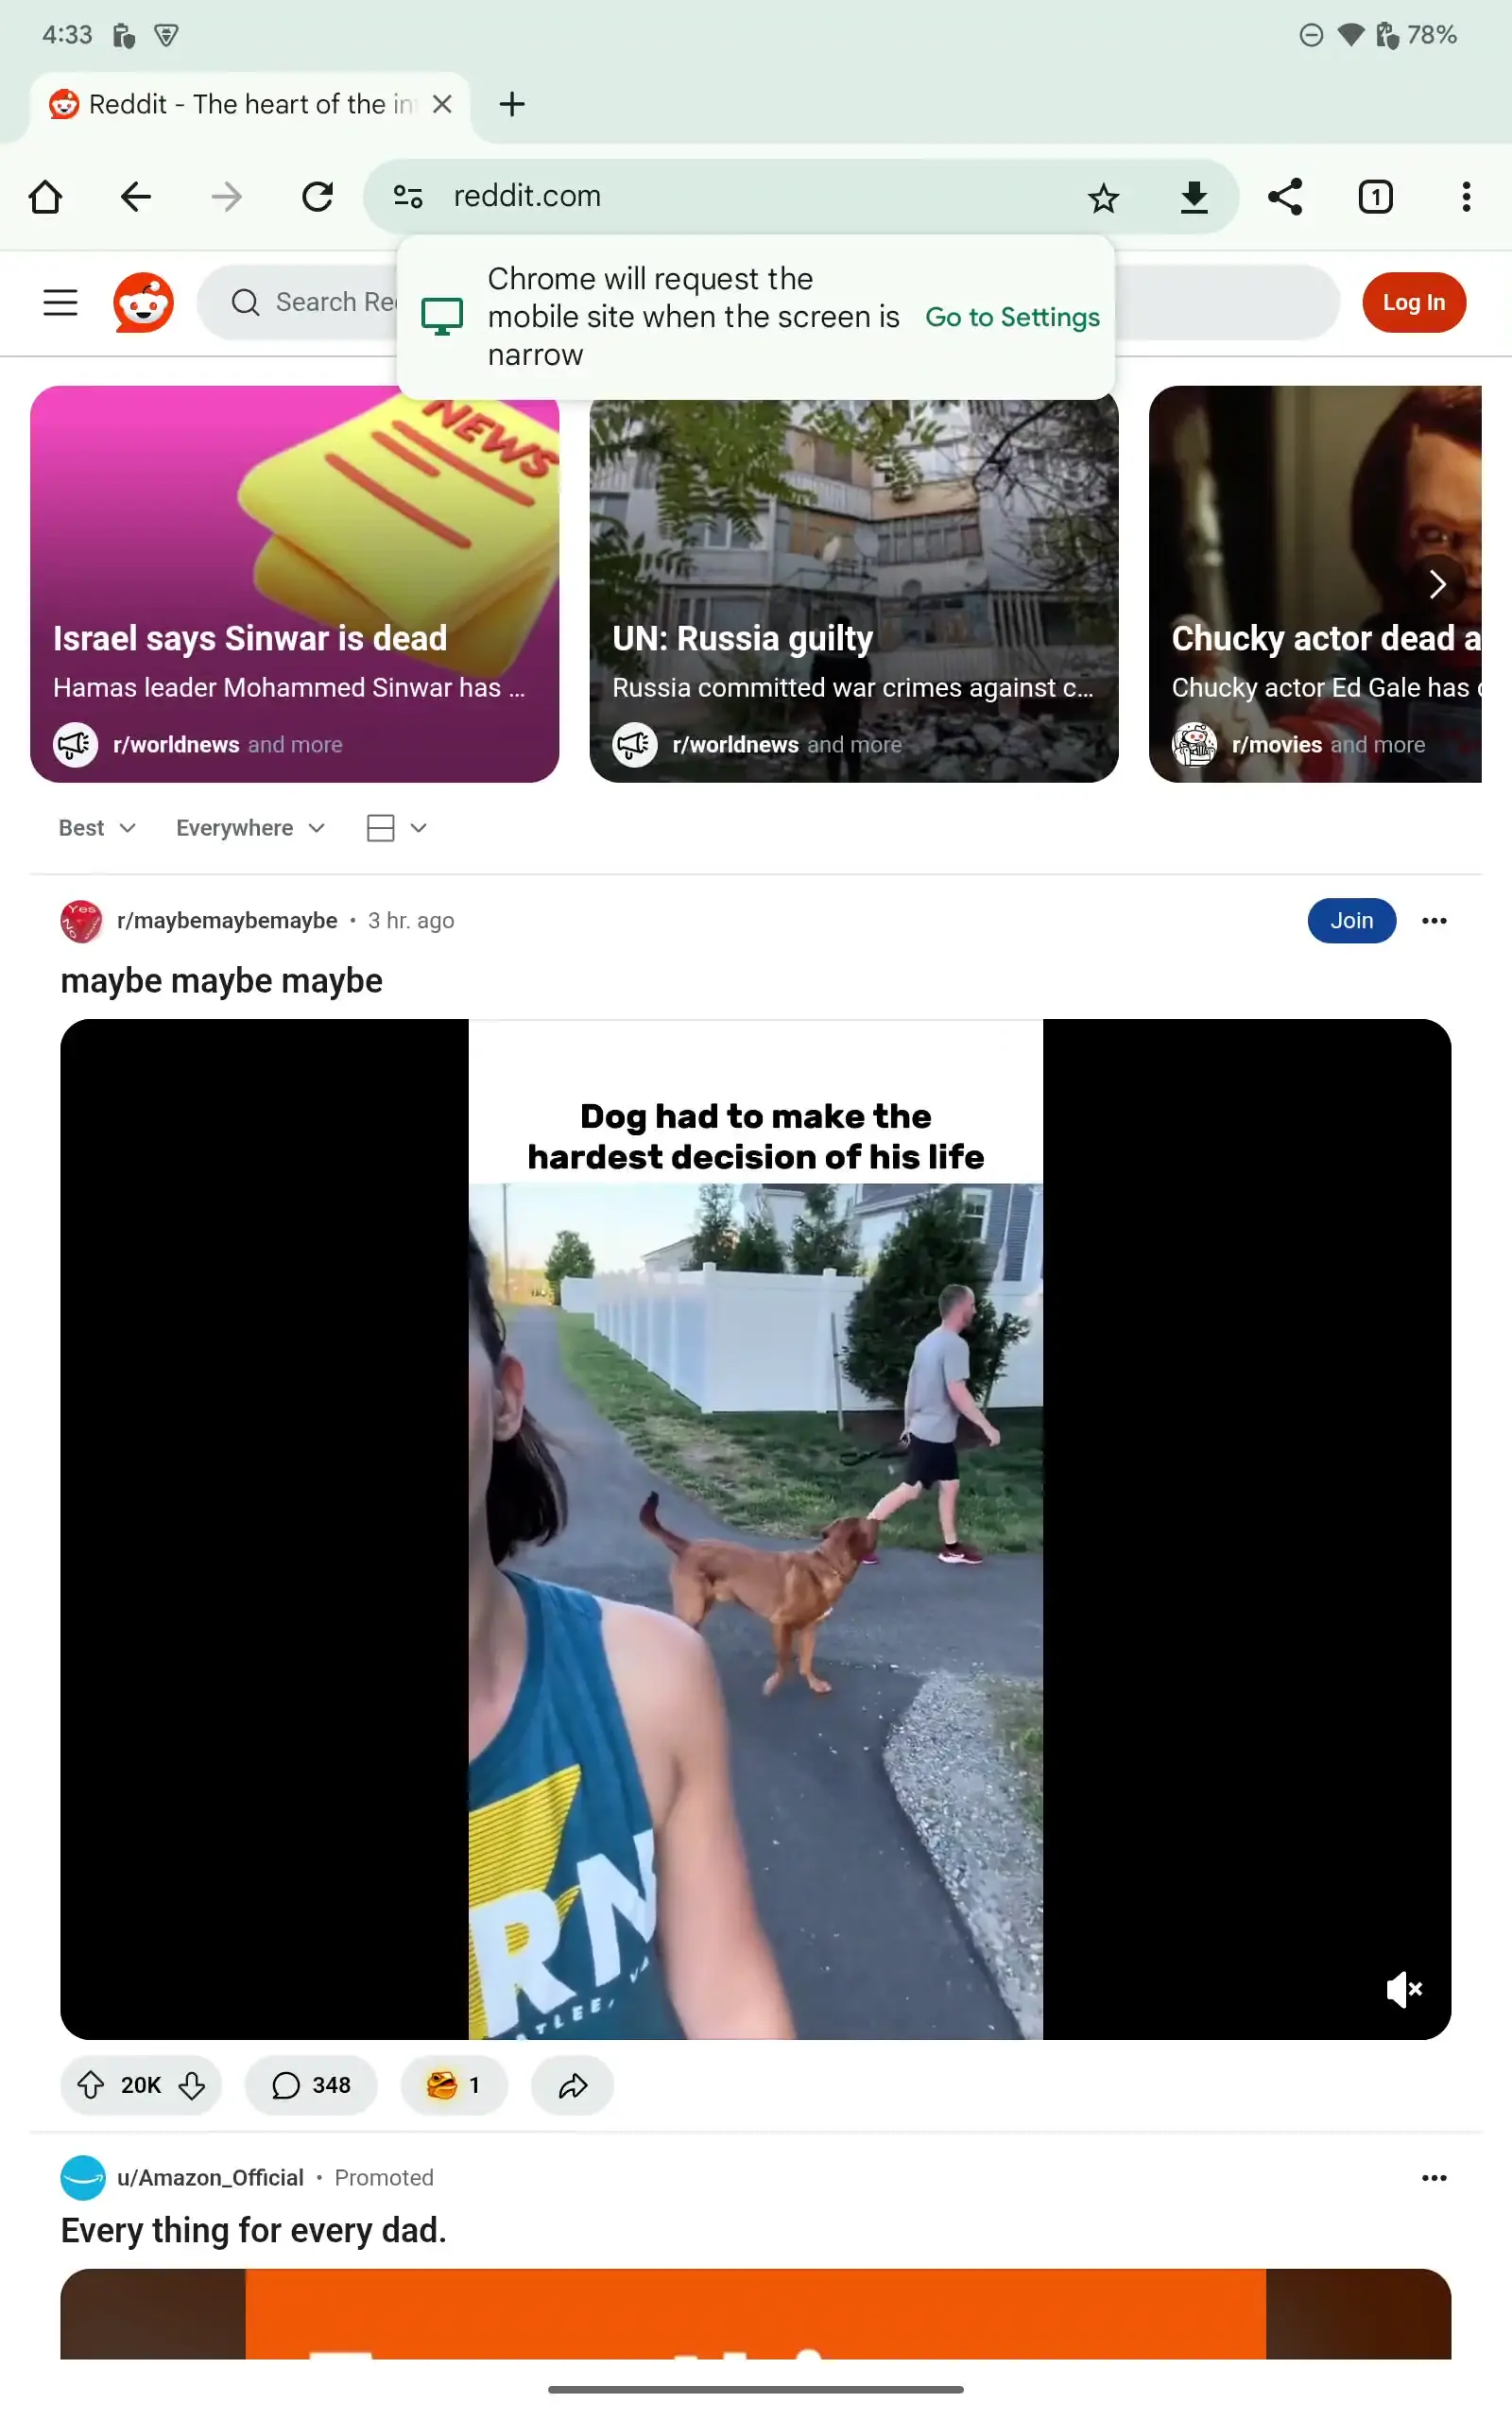 4:33
78%
Reddit - The heart of the in
reddit.com
1
Chrome will request the
mobile site when the screen is
narrow
Go to Settings
Search Re
Log In
NEWS
Israel says Sinwar is dead
Hamas leader Mohammed Sinwar has ...
r/worldnews and more
UN: Russia guilty
Russia committed war crimes against c...
r/worldnews and more
Chucky actor dead a
Chucky actor Ed Gale has
r/movies and more
Best
Everywhere
Yes
NO
r/maybemaybemaybe • 3 hr. ago
Join
maybe maybe maybe
Dog had to make the
hardest decision of his life
RN
20K
348
1
u/Amazon_Official • Promoted
Every thing for every dad.